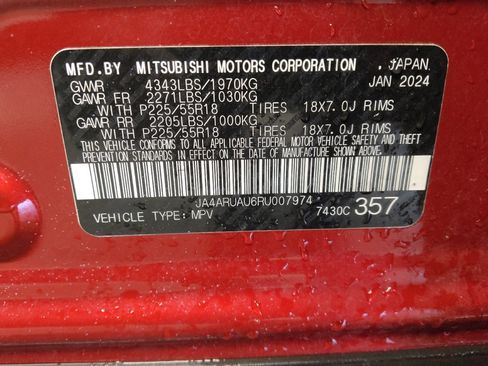 MFD.BY MITSUBISHI MOTORS CORPORATION , JAPAN
GVWR 4343LBS/1970KG JAN 2024
GAWR FR 2271LBS/1030KG
WITH P225/55R18 TIRES 18X7.0J RIMS
GAWR RR 2205LBS/1000KG
WITH P225/55R18 TIRES 18X7.0J RIMS
THIS VEHICLE CONFORMS TO ALL APPLICABLE FEDERAL MOTOR VEHICLE
SAFETY AND THEFT PREVENTION STANDARDS IN EFFECT ON THE DATE OF
MANUFACTURE SHOWN ABOVE.
JA4ARUAU6RU007974
VEHICLE TYPE: MPV 7430C 357